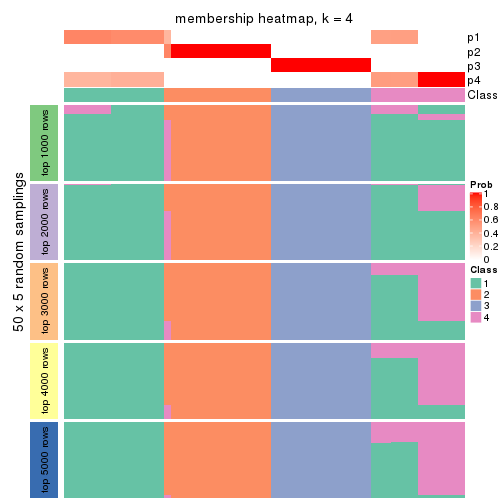 membership heatmap, k = 4
p1
p2
p3
p4
Class
50 x 5 random samplings
top 1000 rows
top 2000 rows
top 3000 rows
top 4000 rows
top 5000 rows
Prob
1
0.8
0.6
0.4
0.2
0
Class
1
2
3
4